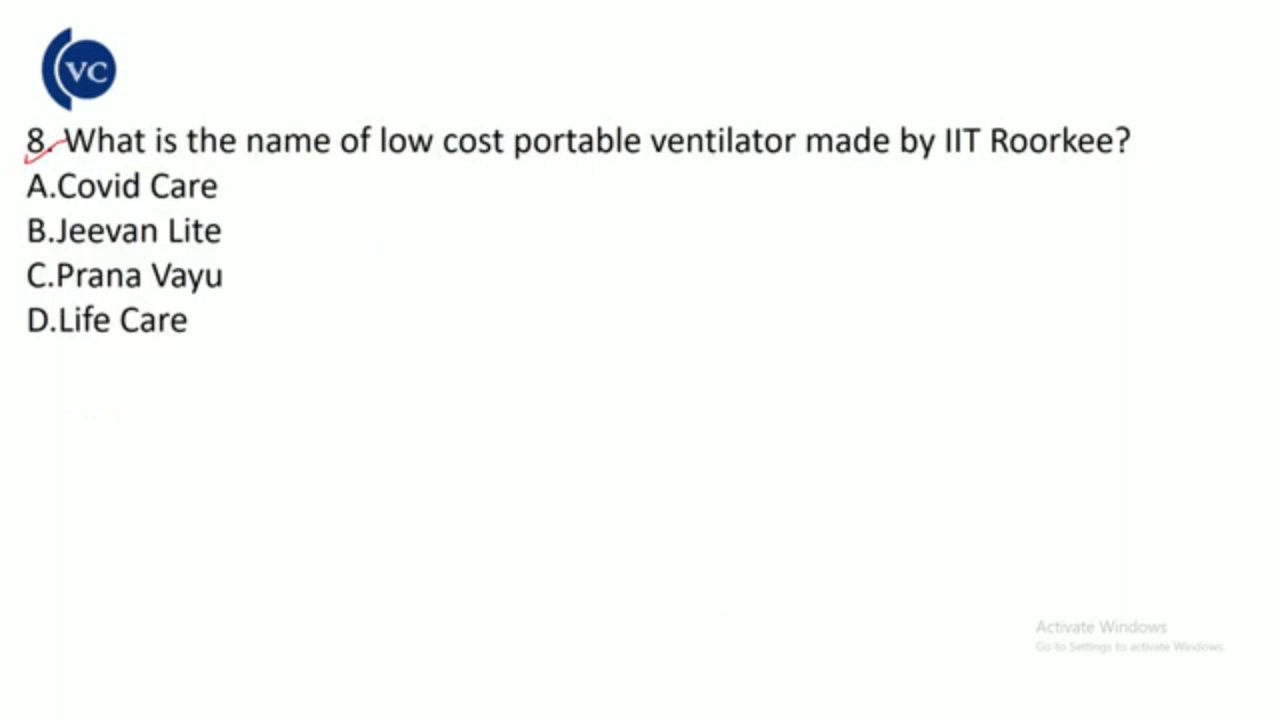 VC
8. What is the name of low cost portable ventilator made by IIT Roorkee?
A.Covid Care
B.Jeevan Lite
C.Prana Vayu
D.Life Care
Activate Windows
Go to Settings to activate Windows.